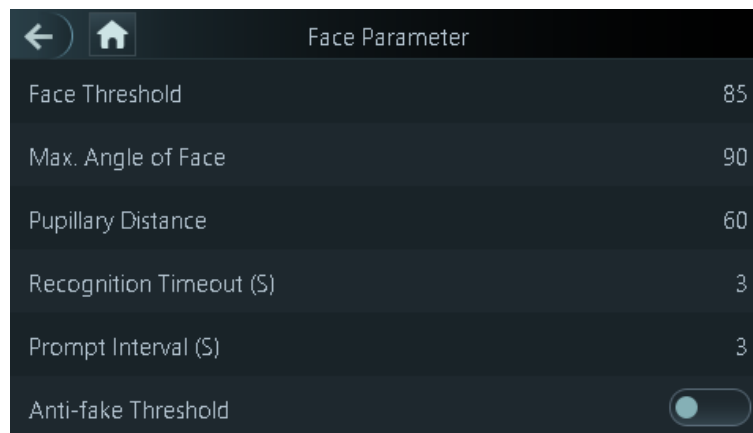 Face Parameter
Face Threshold 85
Max. Angle of Face 90
Pupillary Distance 60
Recognition Timeout (S) 3
Prompt Interval (S) 3
Anti-fake Threshold